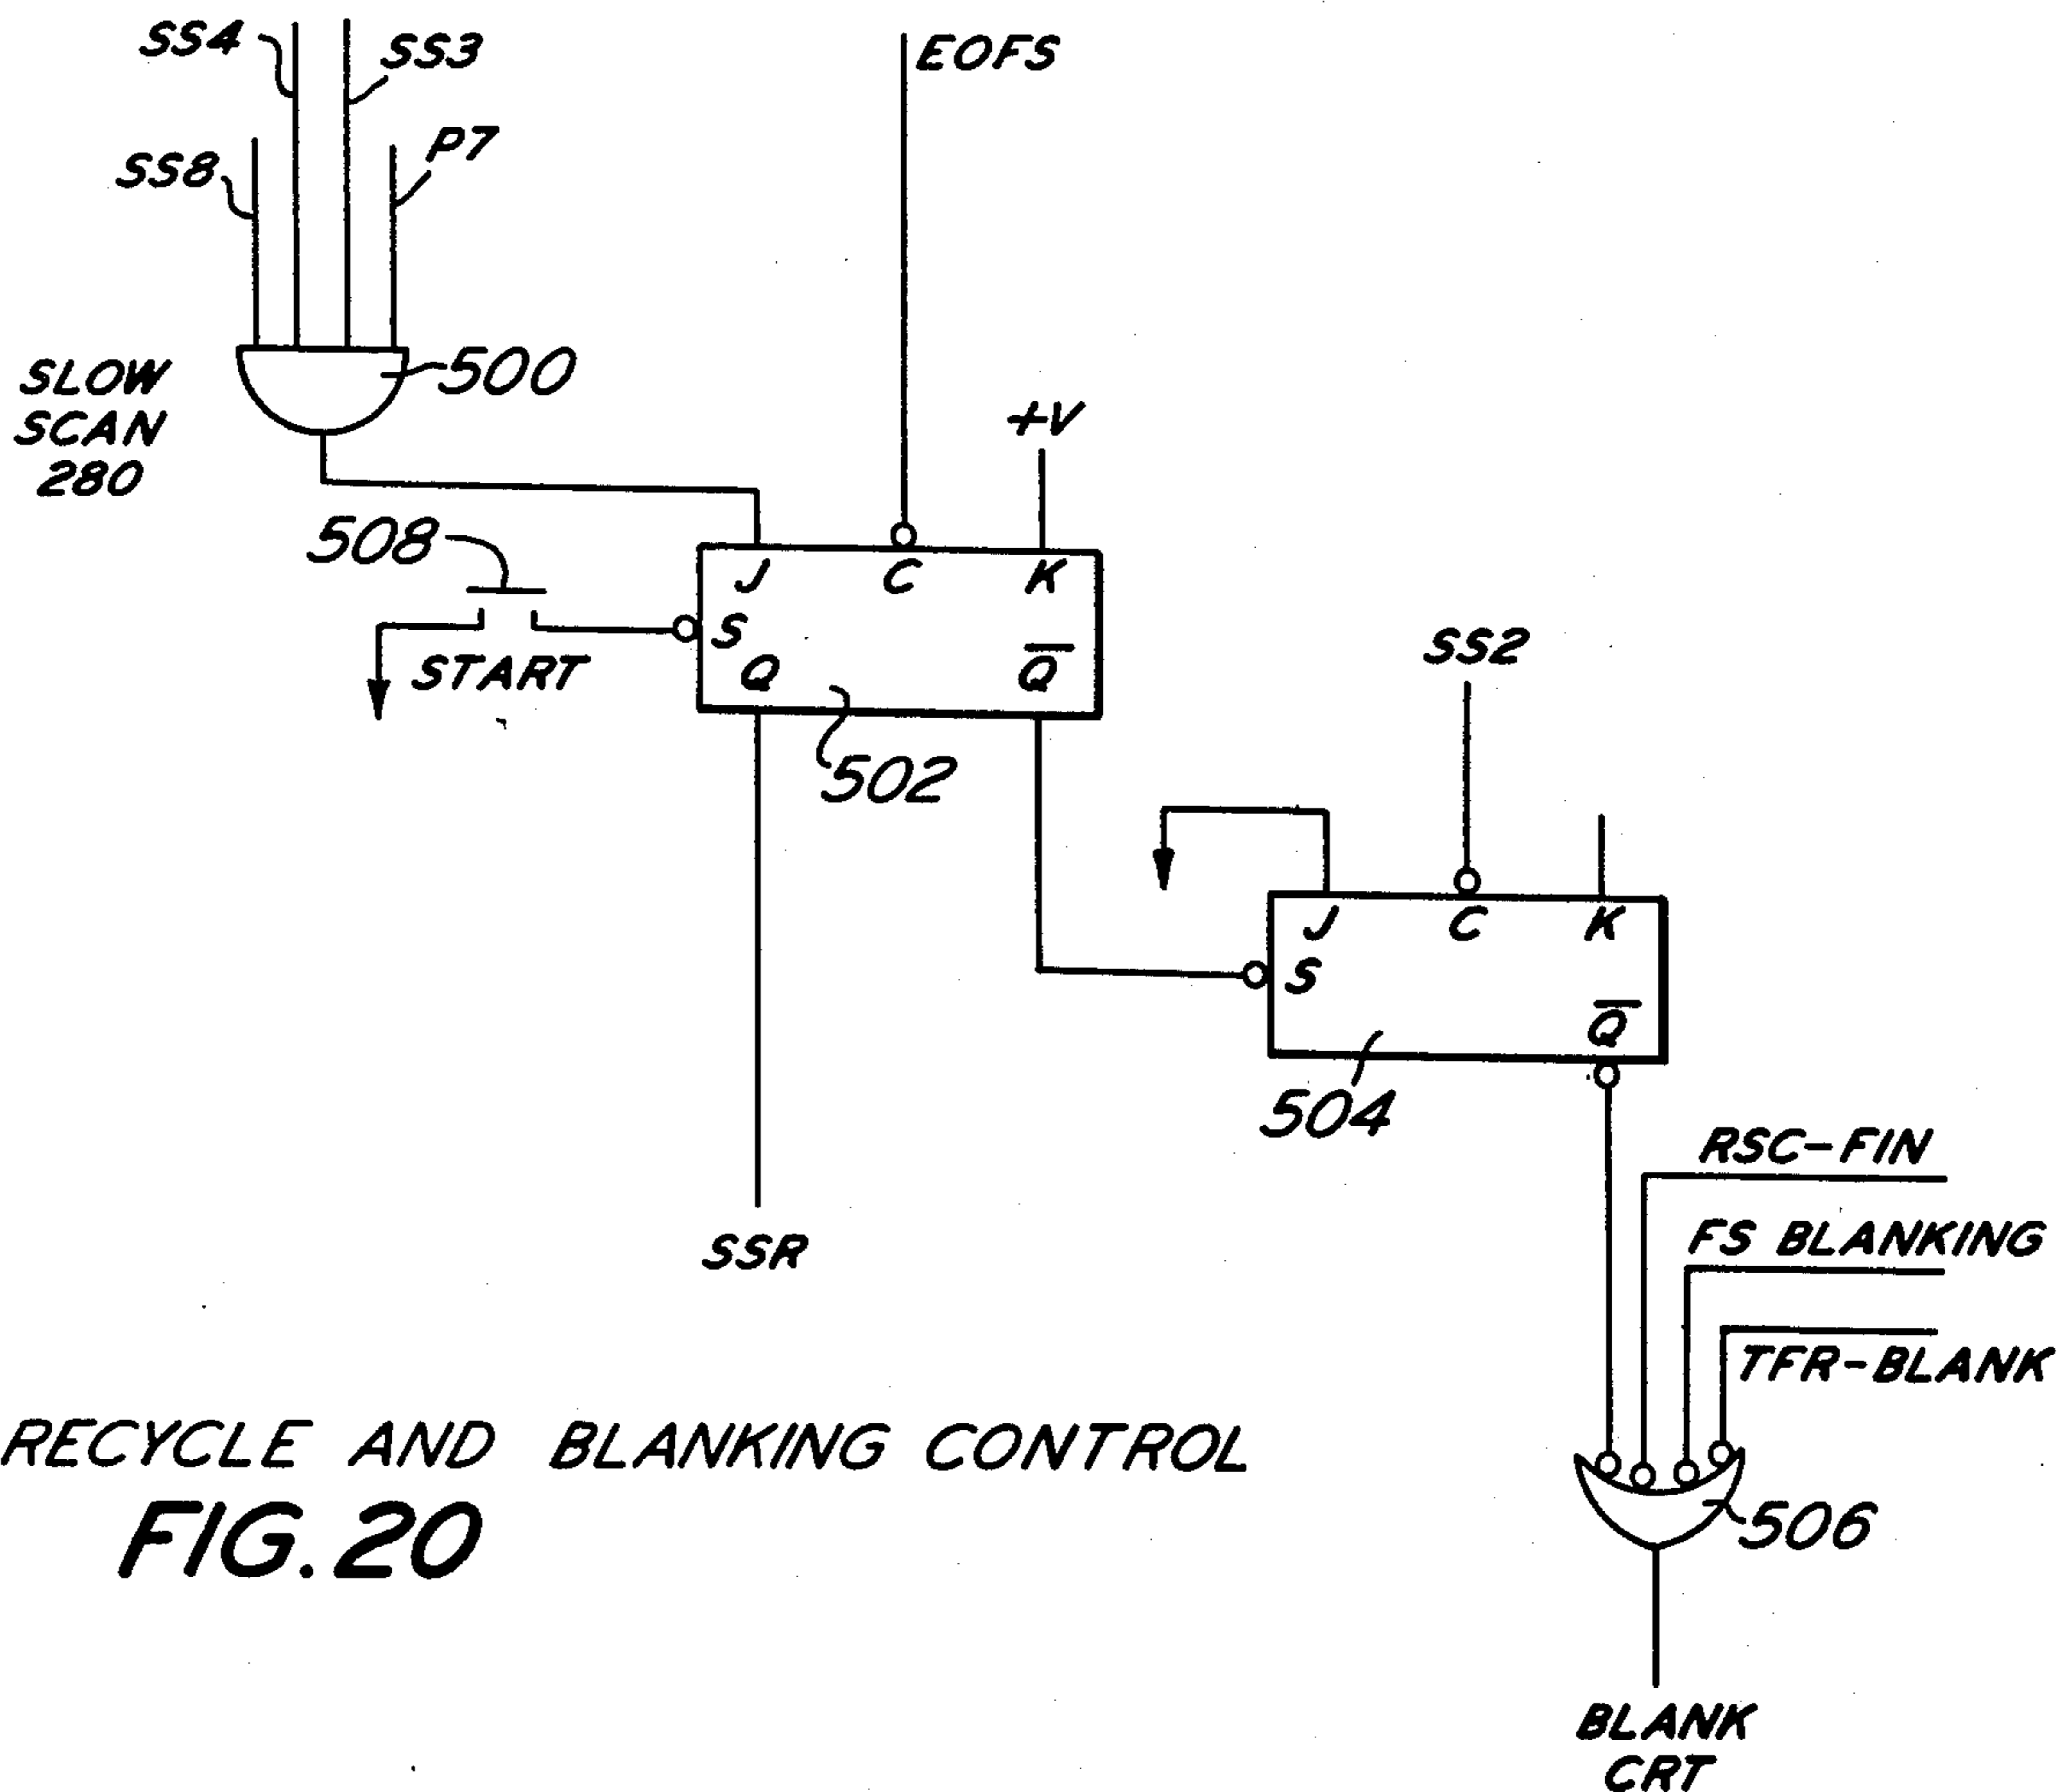 SS4
SS3
EOFS
SS8
P7
SLOW
SCAN
280
500
+V
508
J C K
S
START
Q Q̅
502
SS2
J C K
S
Q̅
504
RSC-FIN
FS BLANKING
TFR-BLANK
SSR
RECYCLE AND BLANKING CONTROL
FIG. 20
506
BLANK
CRT